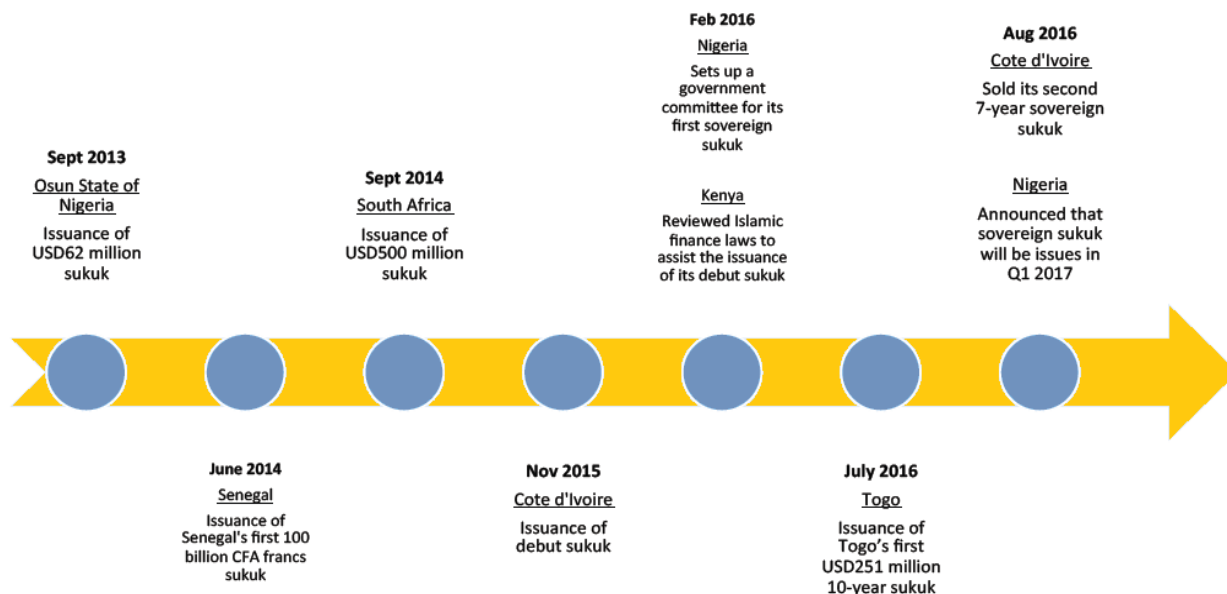 Sept 2013
Osun State of
Nigeria
Issuance of
USD62 million
sukuk
June 2014
Senegal
Issuance of
Senegal's first 100
billion CFA francs
sukuk
Sept 2014
South Africa
Issuance of
USD500 million
sukuk
Nov 2015
Cote d'Ivoire
Issuance of
debut sukuk
Feb 2016
Nigeria
Sets up a
government
committee for its
first sovereign
sukuk
Kenya
Reviewed Islamic
finance laws to
assist the issuance
of its debut sukuk
July 2016
Togo
Issuance of
Togo’s first
USD251 million
10-year sukuk
Aug 2016
Cote d'Ivoire
Sold its second
7-year sovereign
sukuk
Nigeria
Announced that
sovereign sukuk
will be issues in
Q1 2017